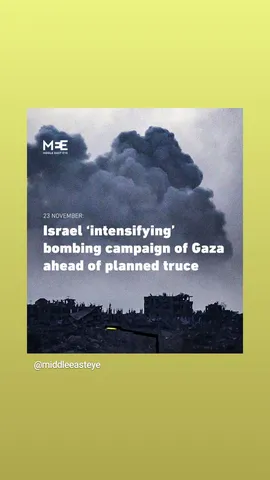 MEE
MIDDLE EAST EYE
23 NOVEMBER:
Israel ‘intensifying’
bombing campaign of Gaza
ahead of planned truce
@middleeasteye